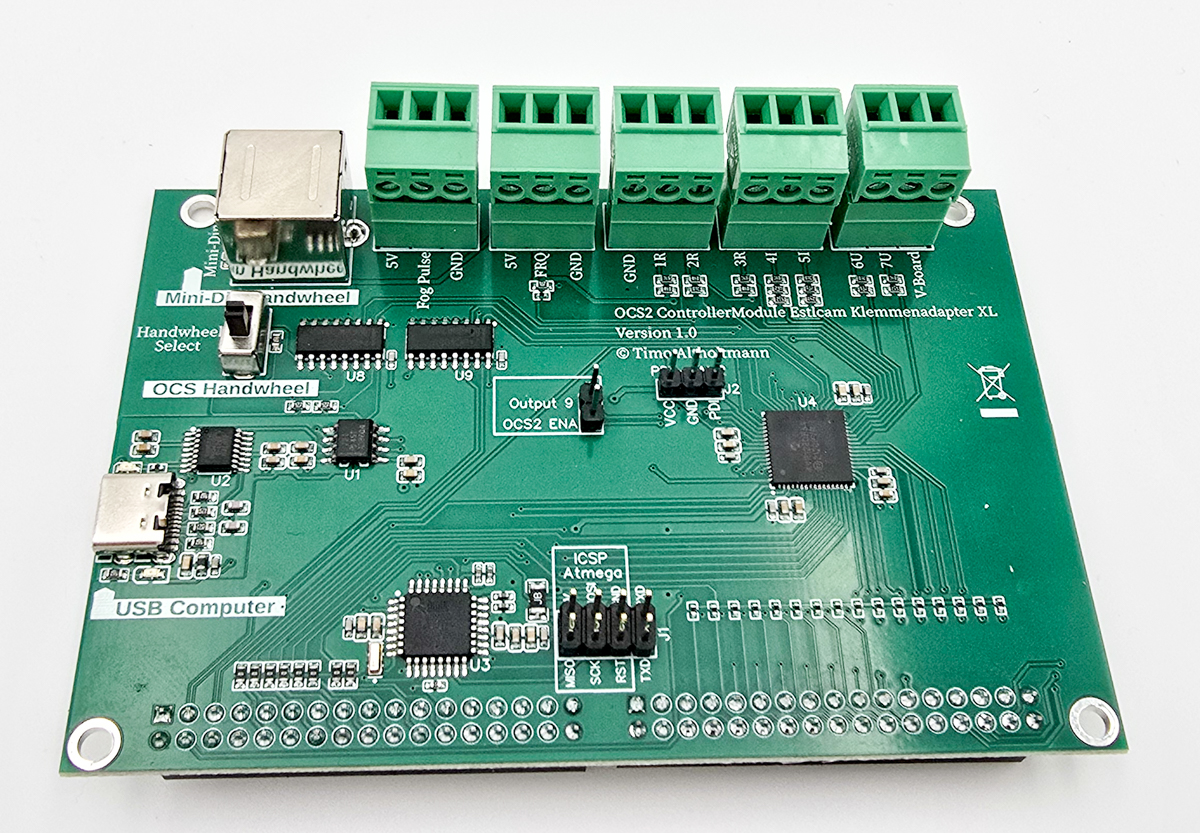 5V
Fog Pulse
GND
5V
FRQ
GND
GND
1R
2R
3R
4I
5I
6U
7U
V-Board
Mini-Din
Handwheel
Select
OCS Handwheel
U8
U9
OCS2 ControllerModule Estlcam Klemmenadapter XL
Version 1.0
Output 9
OCS2 ENA
J2
VCC
GND
PDI
U4
U2
U1
USB Computer
ICSP
Atmega
J8
U3
J1
MISO
SCK
RST
TXD